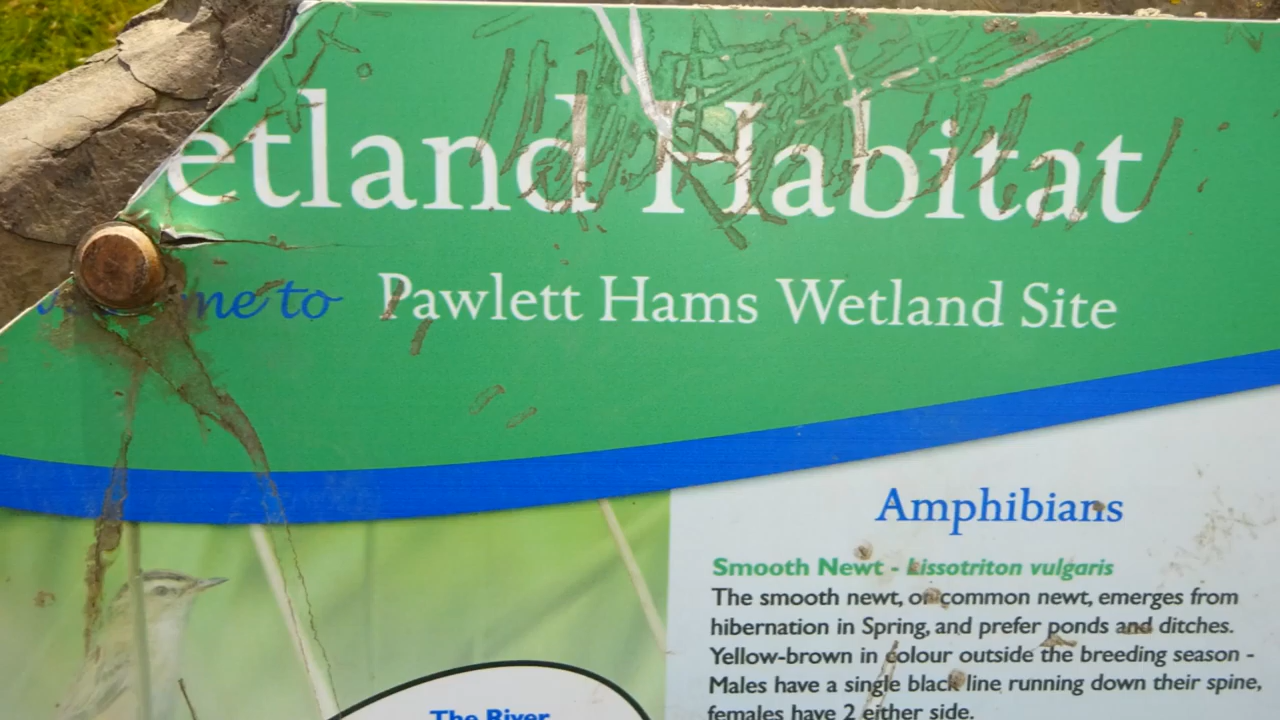 etland Habitat
me to Pawlett Hams Wetland Site
Amphibians
Smooth Newt - Lissotriton vulgaris
The smooth newt, or common newt, emerges from
hibernation in Spring, and prefer ponds and ditches.
Yellow-brown in colour outside the breeding season -
Males have a single black line running down their spine,
females have 2 either side.
The River